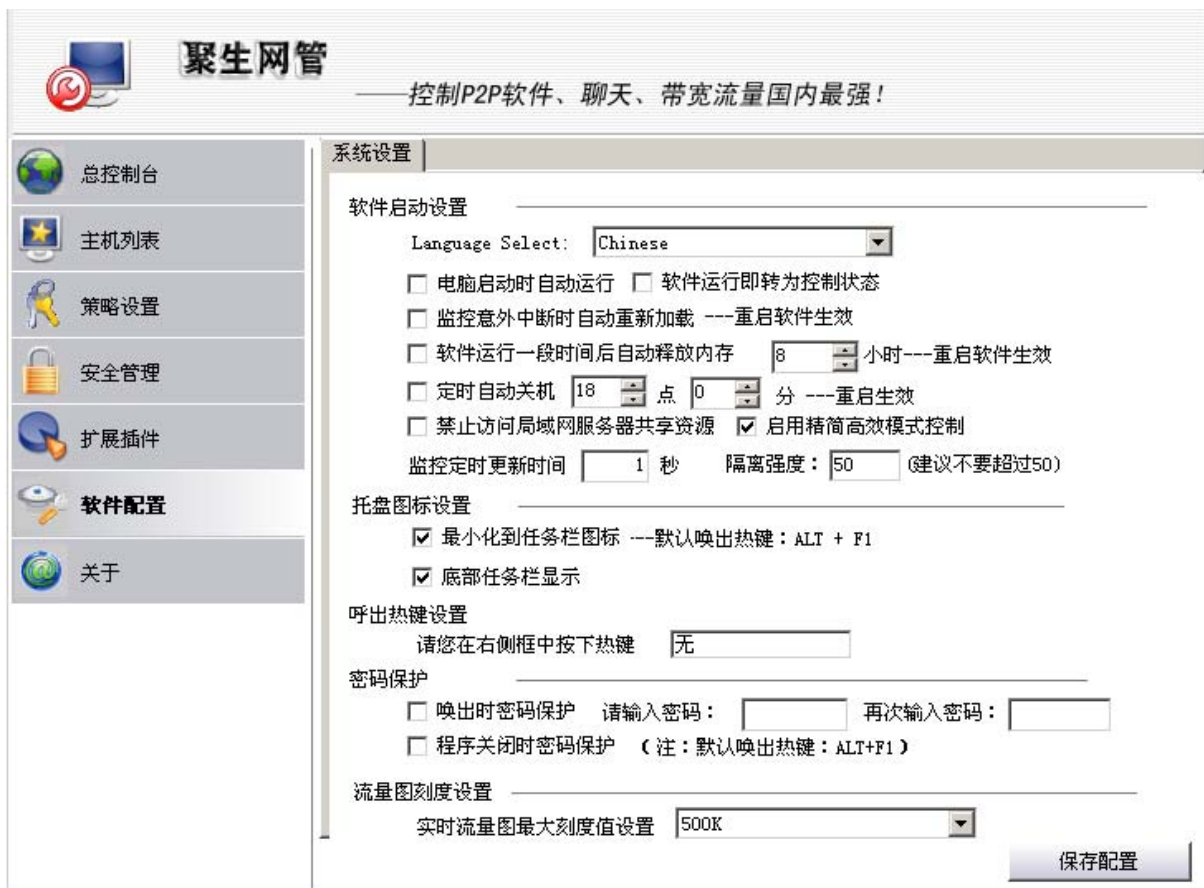 聚生网管
——控制P2P软件、聊天、带宽流量国内最强！
总控制台
主机列表
策略设置
安全管理
扩展插件
软件配置
关于
系统设置
软件启动设置
Language Select: Chinese
电脑启动时自动运行 软件运行即转为控制状态
监控意外中断时自动重新加载 ---重启软件生效
软件运行一段时间后自动释放内存 8 小时---重启软件生效
定时自动关机 18 点 0 分 ---重启生效
禁止访问局域网服务器共享资源 启用精简高效模式控制
监控定时更新时间 1 秒 隔离强度：50 (建议不要超过50)
托盘图标设置
最小化到任务栏图标 ---默认唤出热键：ALT + F1
底部任务栏显示
呼出热键设置
请您在右侧框中按下热键 无
密码保护
唤出时密码保护 请输入密码： 再次输入密码：
程序关闭时密码保护 （注：默认唤出热键：ALT+F1）
流量图刻度设置
实时流量图最大刻度值设置 500K
保存配置